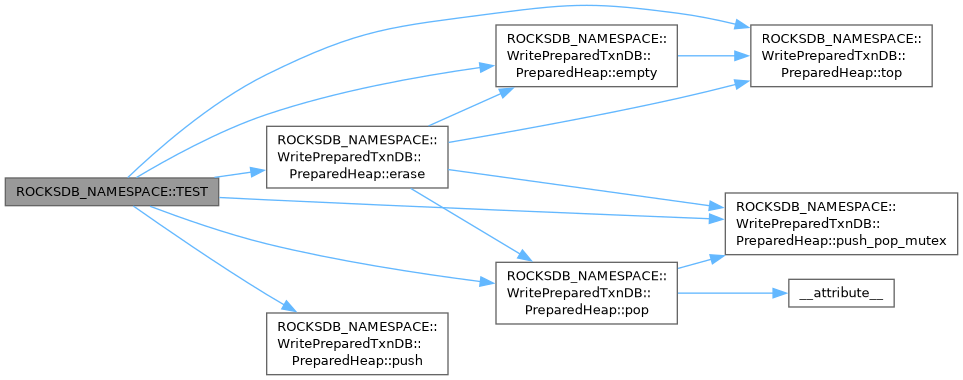 ROCKSDB_NAMESPACE::TEST
ROCKSDB_NAMESPACE::
WritePreparedTxnDB::
PreparedHeap::erase
ROCKSDB_NAMESPACE::
WritePreparedTxnDB::
PreparedHeap::push
ROCKSDB_NAMESPACE::
WritePreparedTxnDB::
PreparedHeap::empty
ROCKSDB_NAMESPACE::
WritePreparedTxnDB::
PreparedHeap::pop
ROCKSDB_NAMESPACE::
WritePreparedTxnDB::
PreparedHeap::top
ROCKSDB_NAMESPACE::
WritePreparedTxnDB::
PreparedHeap::push_pop_mutex
__attribute__